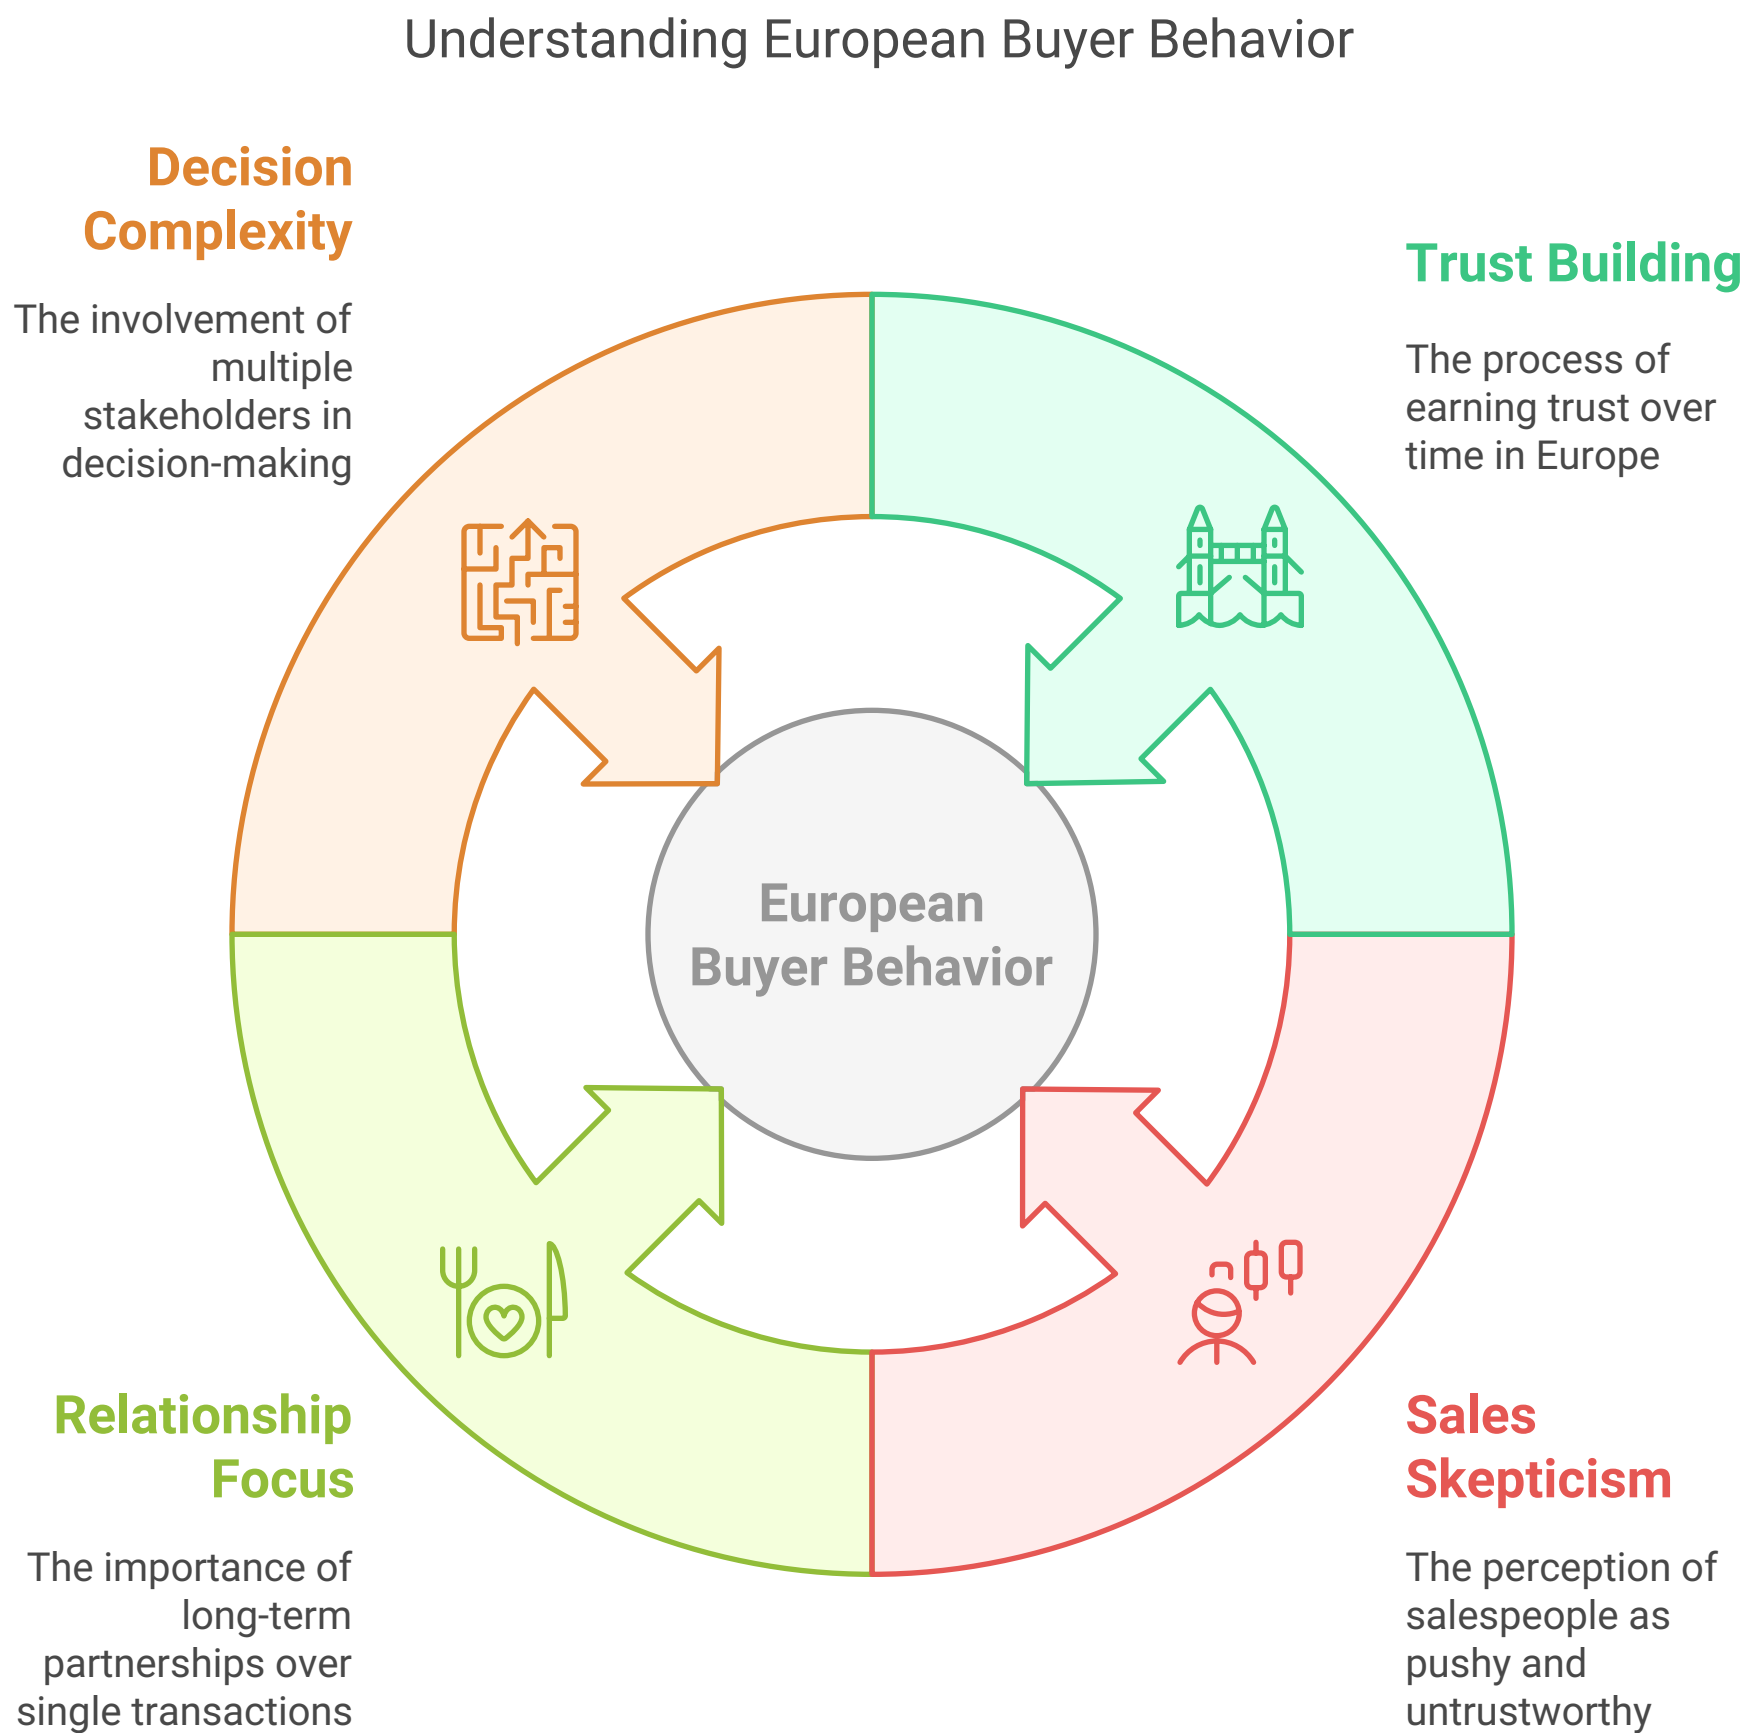 Understanding European Buyer Behavior
Decision
Complexity
The involvement of
multiple
stakeholders in
decision-making
Trust Building
The process of
earning trust over
time in Europe
European
Buyer Behavior
Relationship
Focus
The importance of
long-term
partnerships over
single transactions
Sales
Skepticism
The perception of
salespeople as
pushy and
untrustworthy